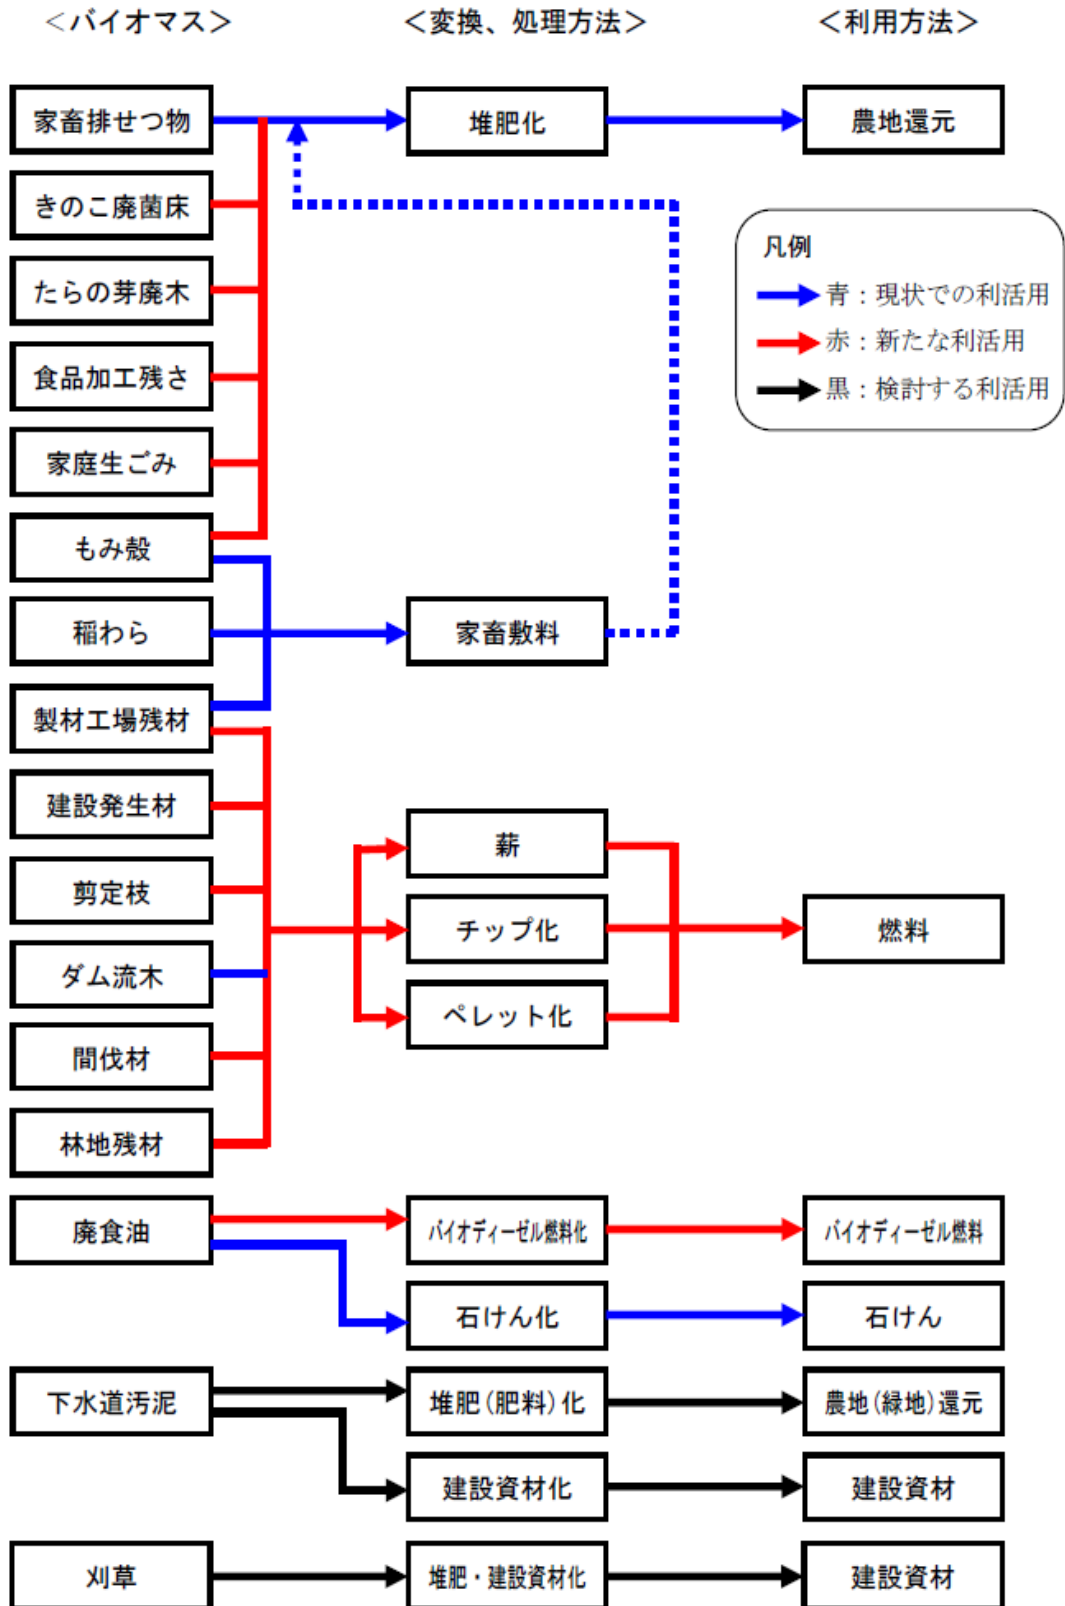 ＜バイオマス＞
＜変換、処理方法＞
＜利用方法＞
家畜排せつ物
堆肥化
農地還元
きのこ廃菌床
たらの芽廃木
食品加工残さ
家庭生ごみ
凡例
青：現状での利活用
赤：新たな利活用
黒：検討する利活用
もみ殻
稲わら
家畜敷料
製材工場残材
建設発生材
剪定枝
ダム流木
間伐材
林地残材
薪
チップ化
ペレット化
燃料
廃食油
バイオディーゼル燃料化
バイオディーゼル燃料
石けん化
石けん
下水道汚泥
堆肥(肥料)化
農地(緑地)還元
建設資材化
建設資材
刈草
堆肥・建設資材化
建設資材